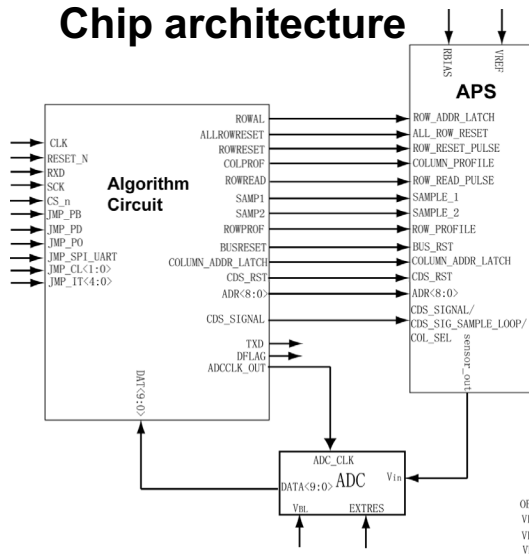 Chip architecture
RBIAS
VREF
APS
Algorithm
Circuit
CLK
RESET_N
RXD
SCK
CS_n
JMP_PB
JMP_PD
JMP_PO
JMP_SPI_UART
JMP_CL<1:0>
JMP_IT<4:0>
DAT<9:0>
ROWAL
ALLROWRESET
ROWRESET
COLPROF
ROWREAD
SAMP1
SAMP2
ROWPROF
BUSRESET
COLUMN_ADDR_LATCH
CDS_RST
ADR<8:0>
CDS_SIGNAL
TXD
DFLAG
ADCCLK_OUT
ROW_ADDR_LATCH
ALL_ROW_RESET
ROW_RESET_PULSE
COLUMN_PROFILE
ROW_READ_PULSE
SAMPLE_1
SAMPLE_2
ROW_PROFILE
BUS_RST
COLUMN_ADDR_LATCH
CDS_RST
ADR<8:0>
CDS_SIGNAL/
CDS_SIG_SAMPLE_LOOP/
COL_SEL
sensor_out
ADC_CLK
DATA<9:0> ADC Vin
VBL EXTRES